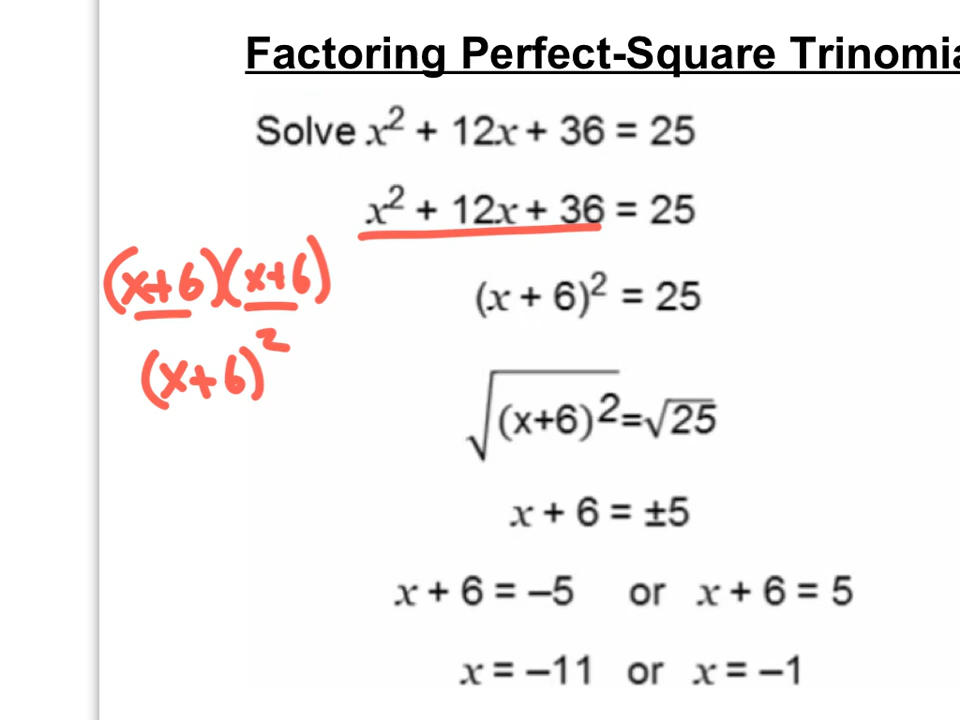 Factoring Perfect-Square
Solve x² + 12x + 36 = 25
x² + 12x + 36 = 25
(x+6)(x+6)
(x + 6)² = 25
(x+6)²
√(x+6)²=√25
x + 6 = ±5
x + 6 = –5 or x + 6 = 5
x = –11 or x = –1